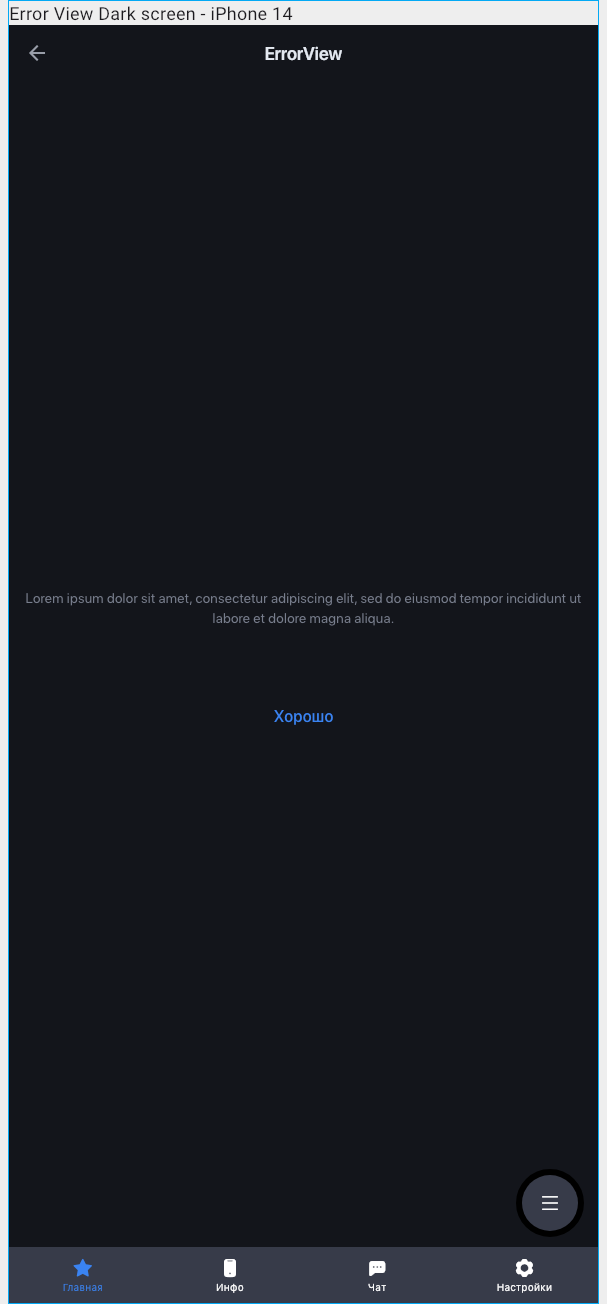 Error View Dark screen - iPhone 14
ErrorView
Lorem ipsum dolor sit amet, consectetur adipiscing elit, sed do eiusmod tempor incididunt ut
labore et dolore magna aliqua.
Хорошо
Главная Инфо Чат Настройки